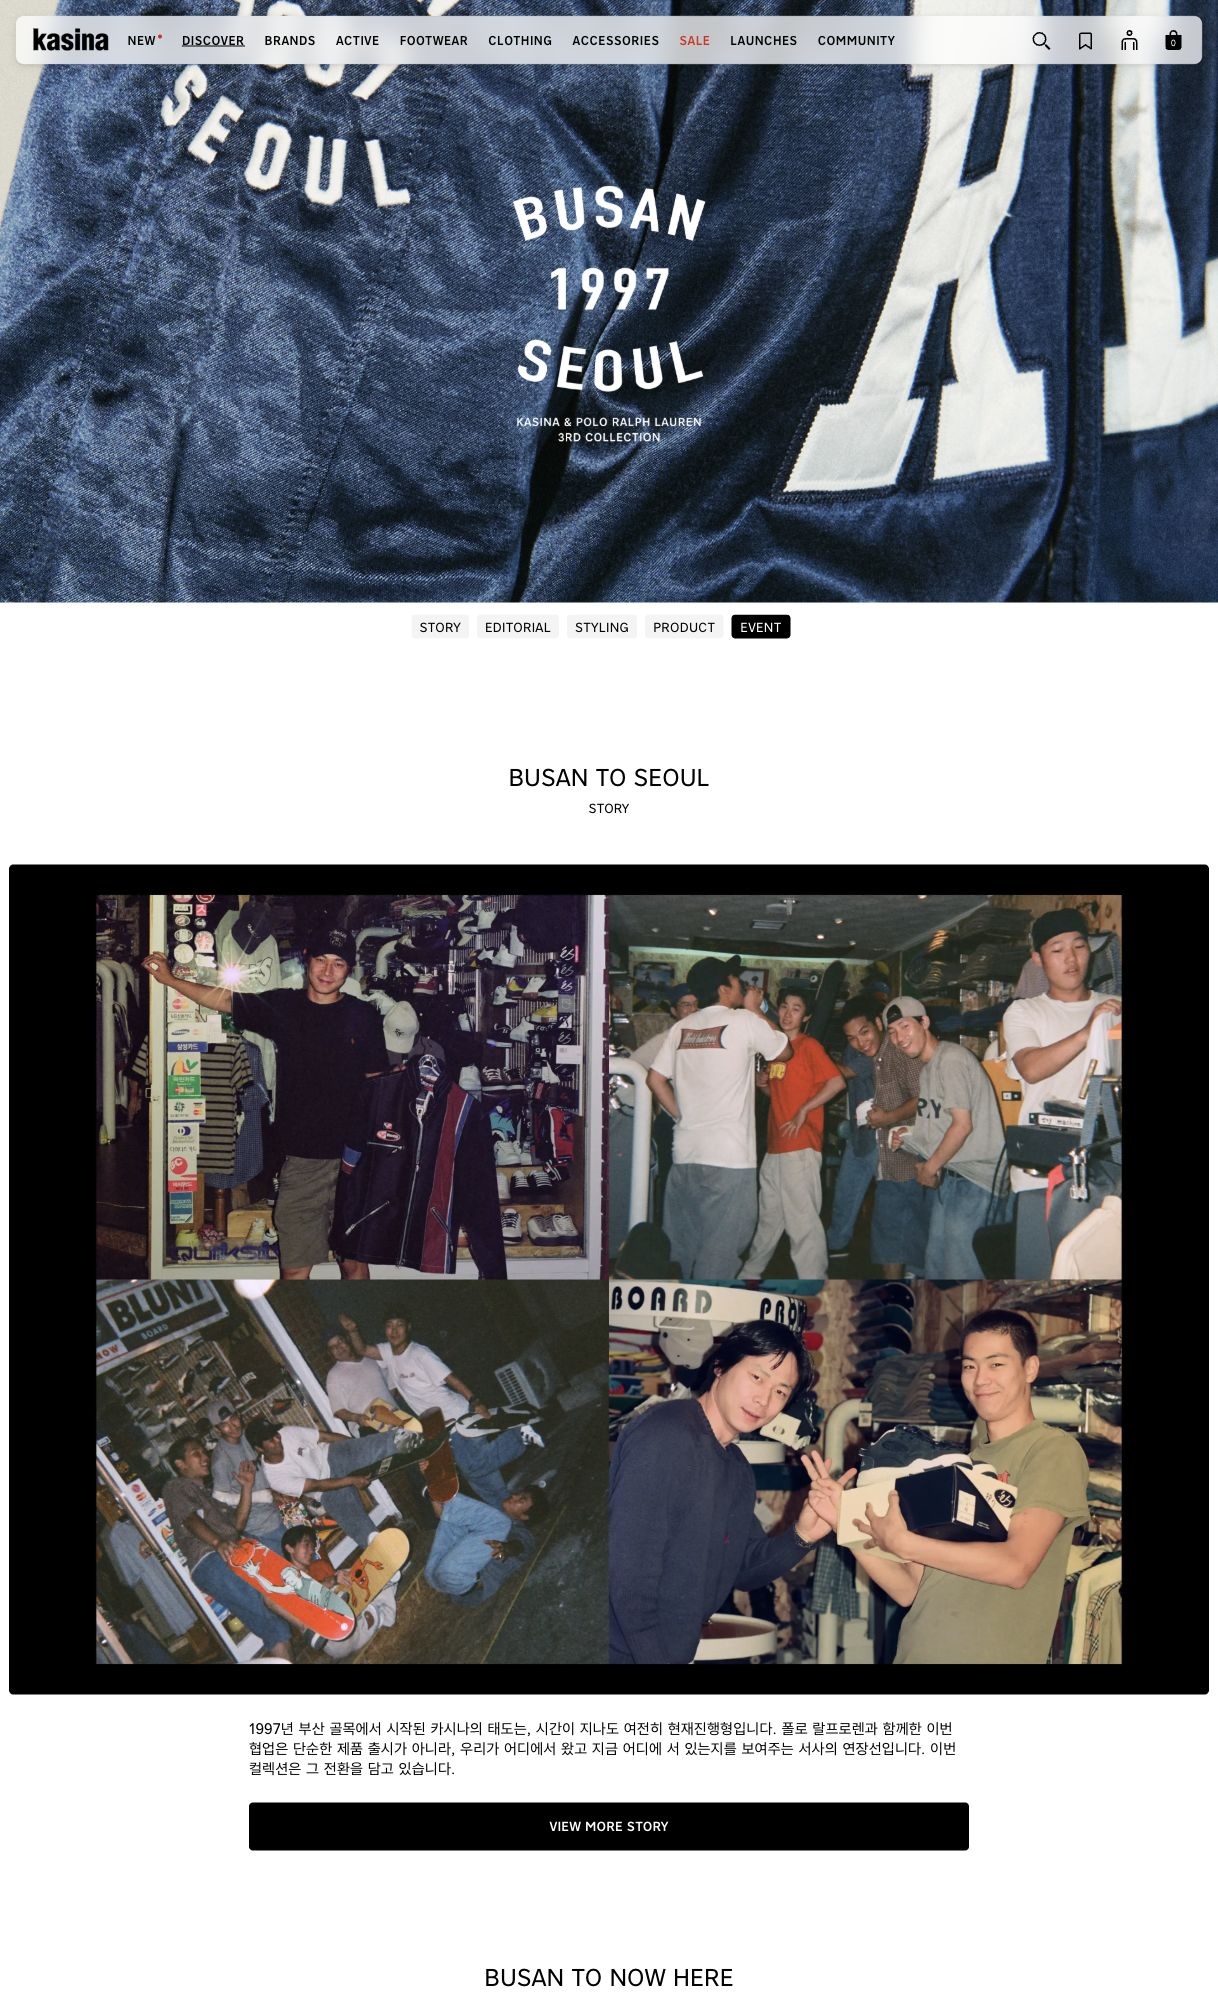 kasina
NEW
DISCOVER
BRANDS
ACTIVE
FOOTWEAR
CLOTHING
ACCESSORIES
SALE
LAUNCHES
COMMUNITY
0
SEOUL
BUSAN
1997
SEOUL
KASINA & POLO RALPH LAUREN
3RD COLLECTION
STORY
EDITORIAL
STYLING
PRODUCT
EVENT
BUSAN TO SEOUL
STORY
삼성카드
BLUNT
BOARD
BOARD
1997년 부산 골목에서 시작된 카시나의 태도는, 시간이 지나도 여전히 현재진행형입니다. 폴로 랄프로렌과 함께한 이번
협업은 단순한 제품 출시가 아니라, 우리가 어디에서 왔고 지금 어디에 서 있는지를 보여주는 서사의 연장선입니다. 이번
컬렉션은 그 전환을 담고 있습니다.
VIEW MORE STORY
BUSAN TO NOW HERE